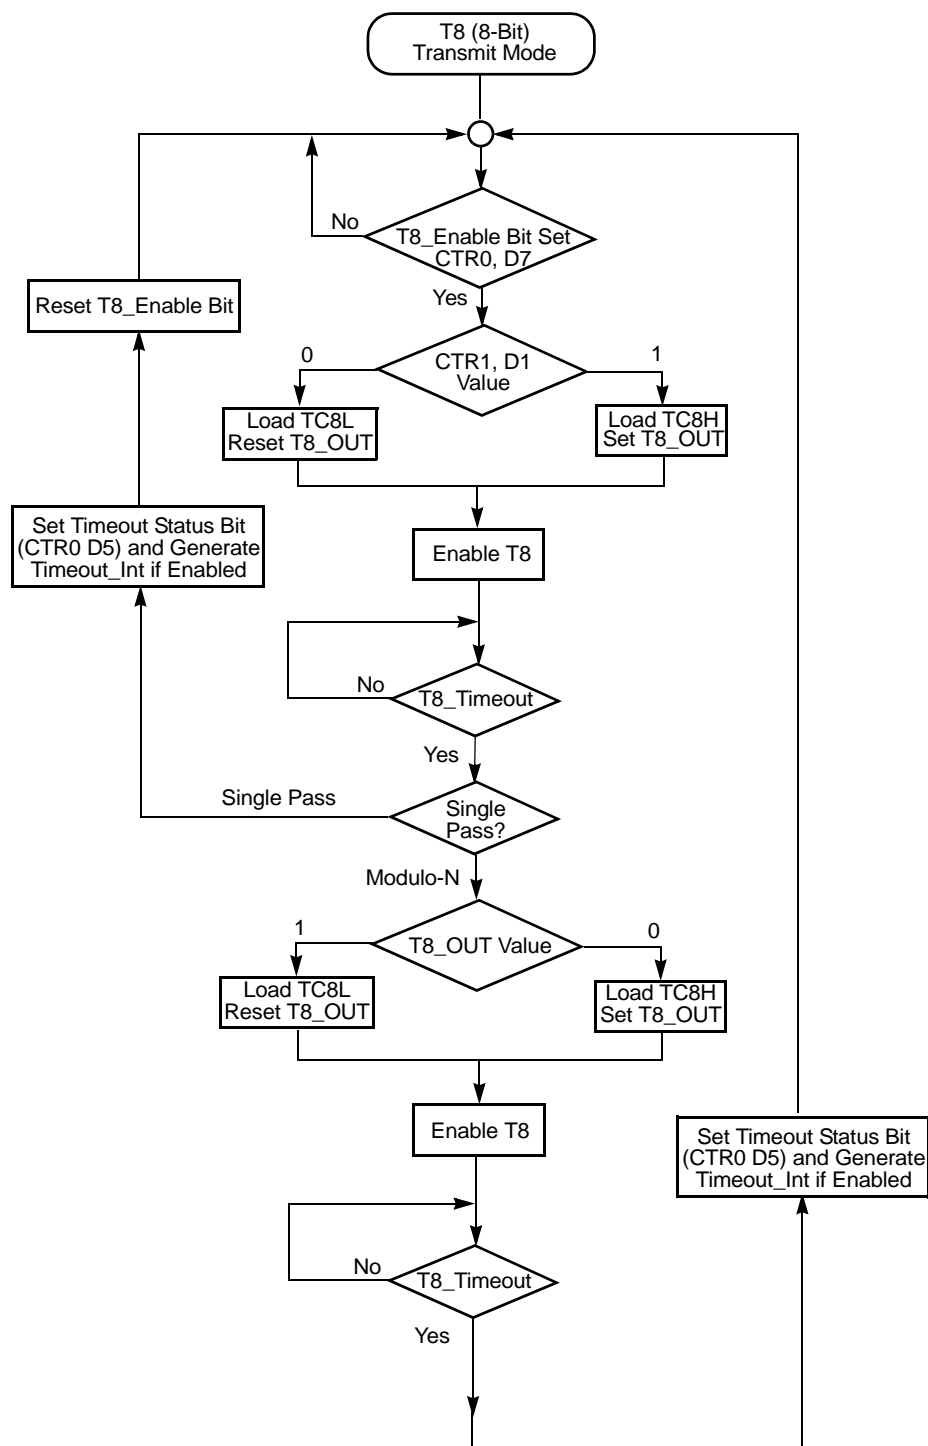 T8 (8-Bit)
Transmit Mode
No
T8_Enable Bit Set
CTR0, D7
Yes
Reset T8_Enable Bit
0
CTR1, D1
Value
1
Load TC8L
Reset T8_OUT
Load TC8H
Set T8_OUT
Set Timeout Status Bit
(CTR0 D5) and Generate
Timeout_Int if Enabled
Enable T8
No
T8_Timeout
Yes
Single Pass
Single
Pass?
Modulo-N
1
T8_OUT Value
0
Load TC8L
Reset T8_OUT
Load TC8H
Set T8_OUT
Enable T8
Set Timeout Status Bit
(CTR0 D5) and Generate
Timeout_Int if Enabled
No
T8_Timeout
Yes